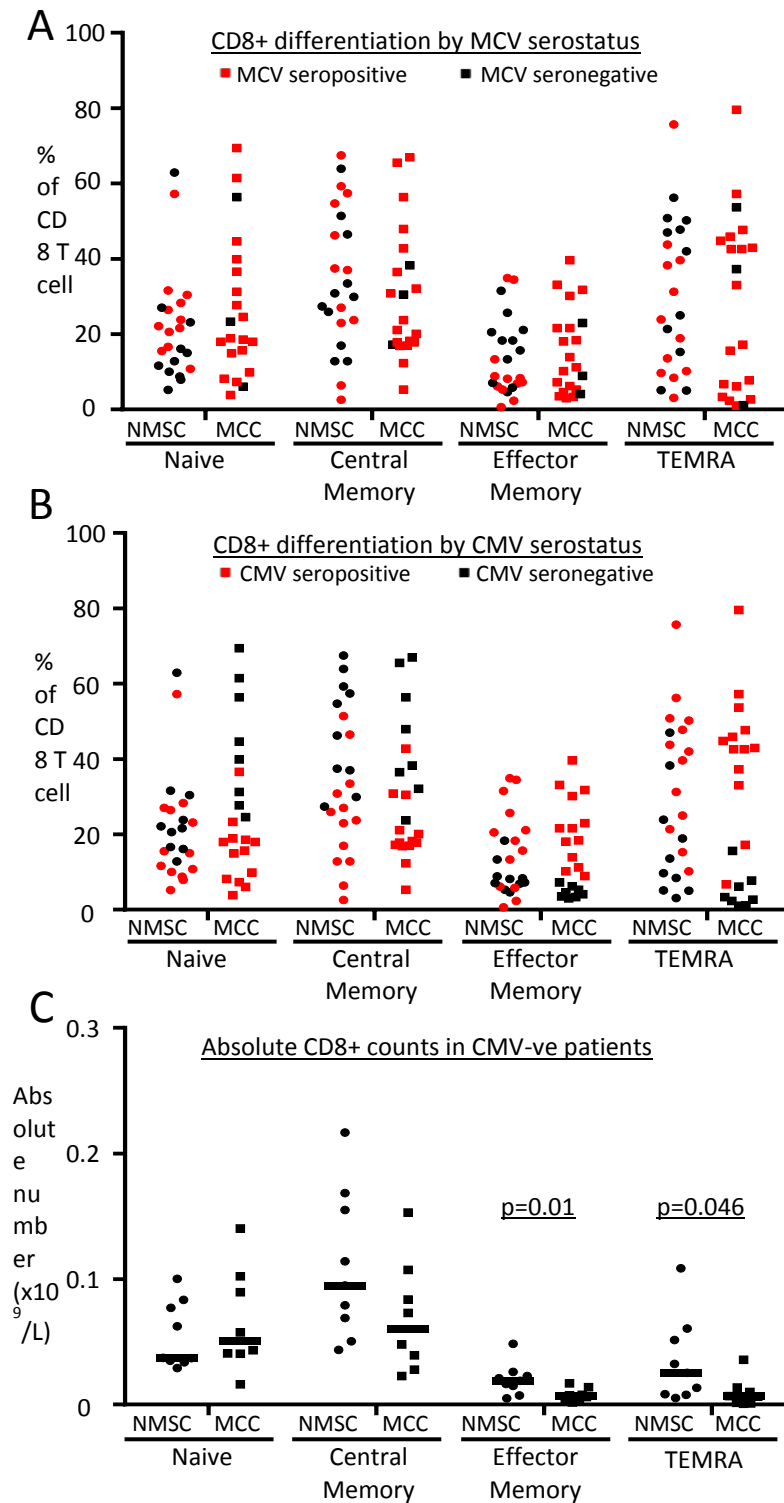 A
CD8+ differentiation by MCV serostatus
MCV seropositive MCV seronegative
100
80
60
40
20
0
%
of
CD
8 T
cell
NMSC MCC NMSC MCC NMSC MCC NMSC MCC
Naive Central Effector TEMRA
Memory Memory
B
CD8+ differentiation by CMV serostatus
CMV seropositive CMV seronegative
100
80
60
40
20
0
%
of
CD
8 T
cell
NMSC MCC NMSC MCC NMSC MCC NMSC MCC
Naive Central Effector TEMRA
Memory Memory
C
Absolute CD8+ counts in CMV-ve patients
0.3
0.2
0.1
0
Abs
olut
e
nu
mb
er
(x10
9/L)
p=0.01 p=0.046
NMSC MCC NMSC MCC NMSC MCC NMSC MCC
Naive Central Effector TEMRA
Memory Memory